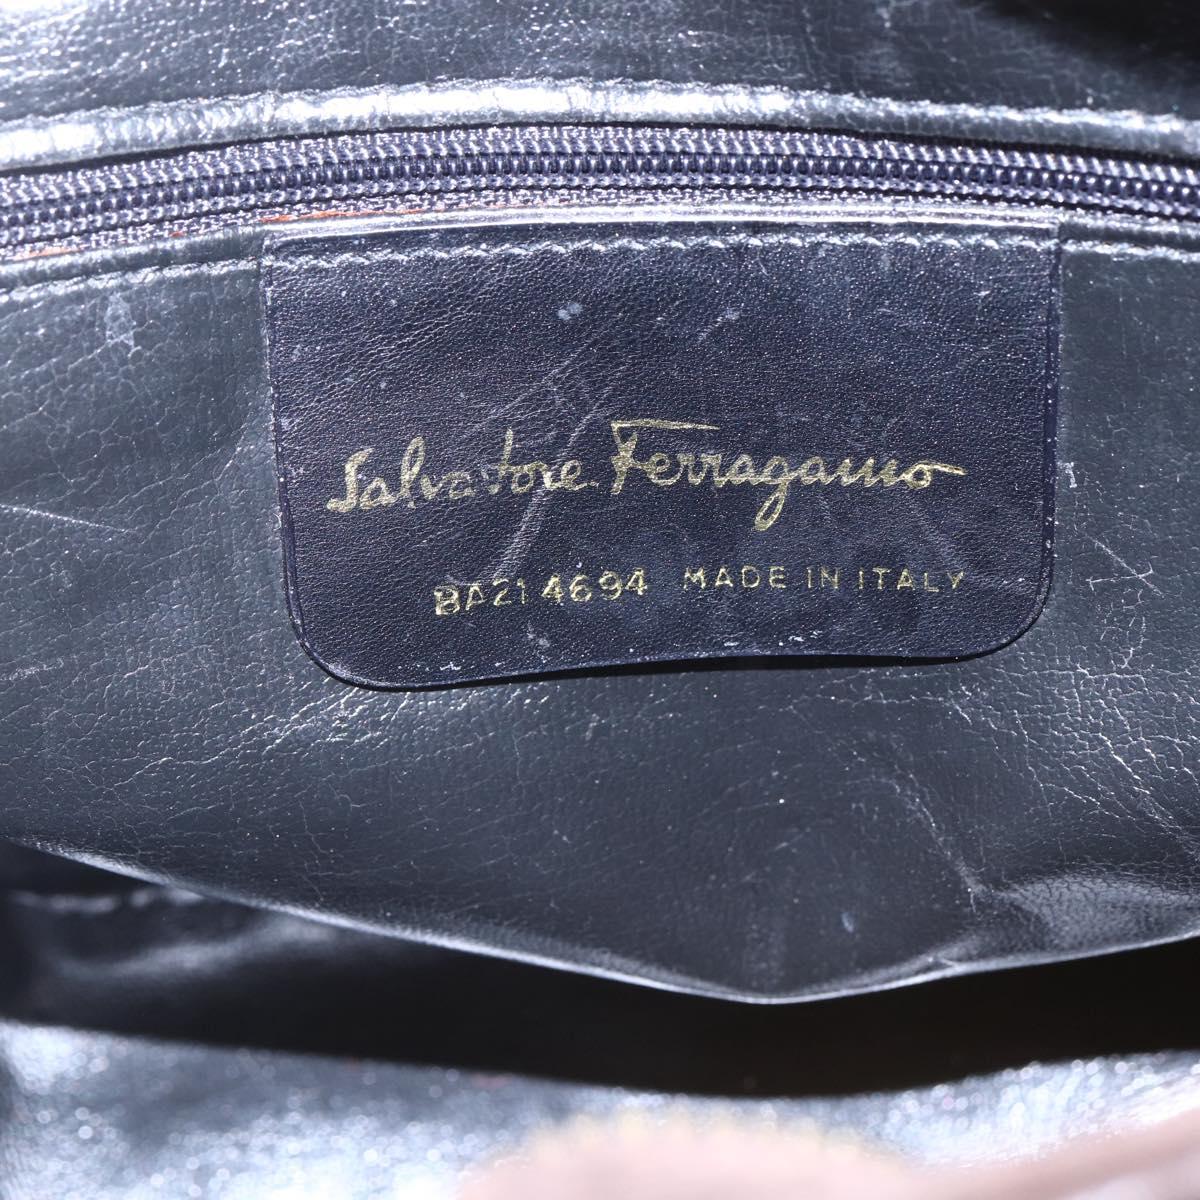 Salvatore Ferragamo
BA21 4694 MADE IN ITALY